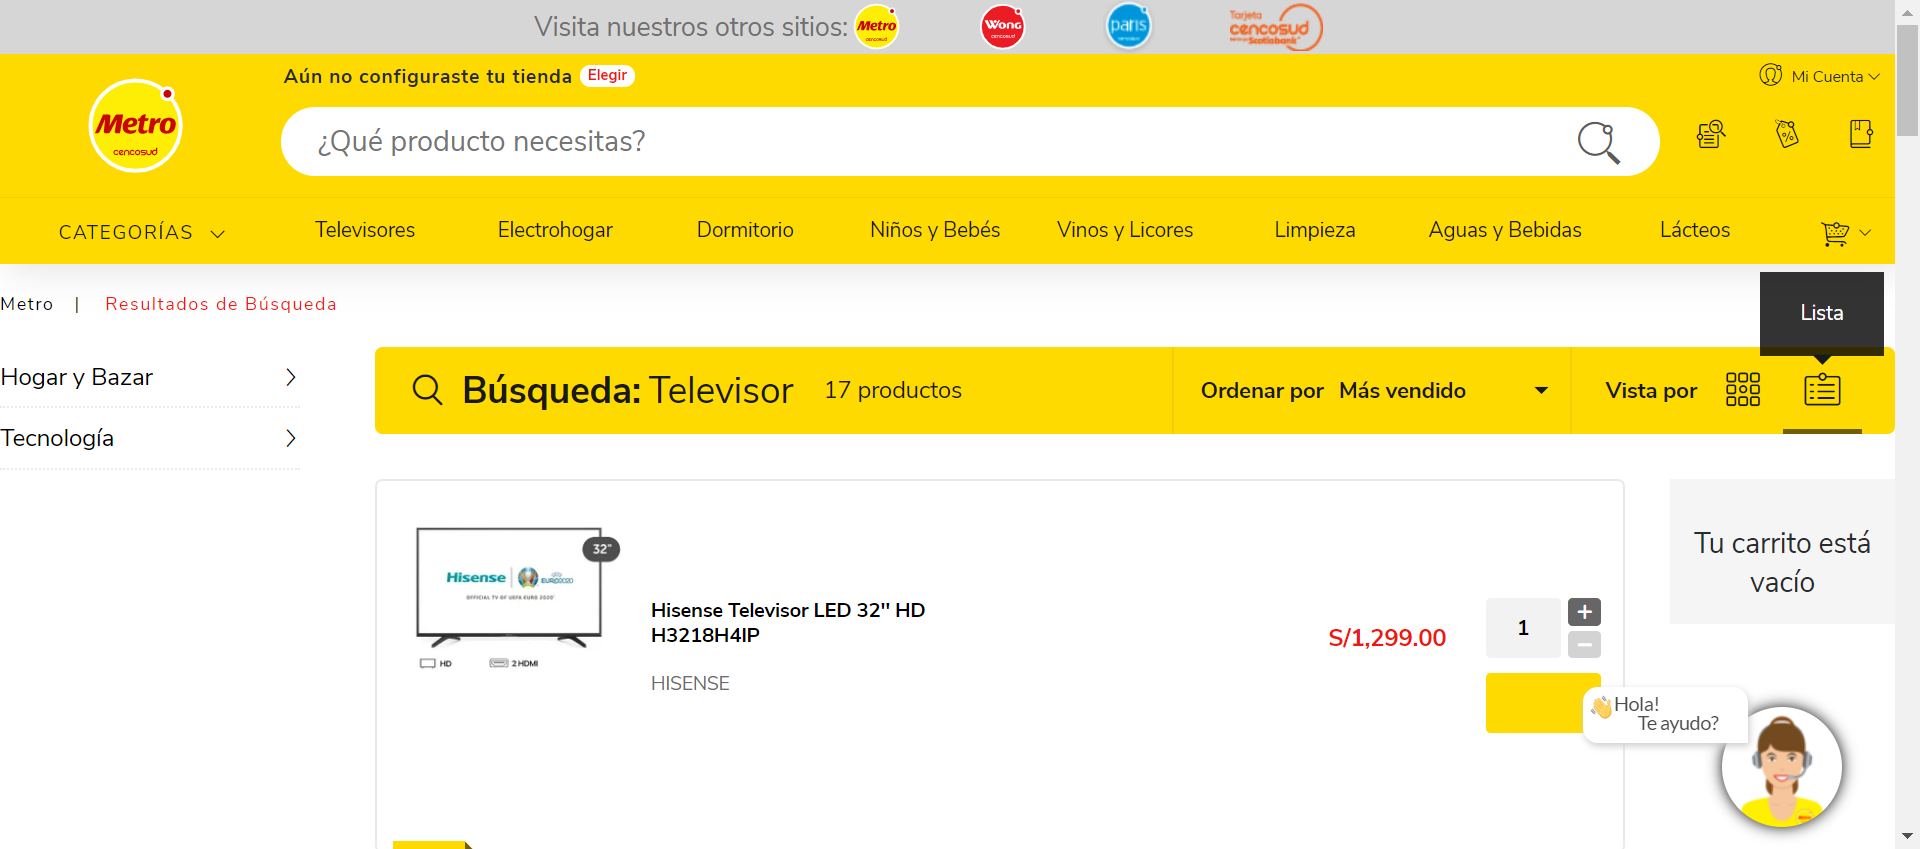 Visita nuestros otros sitios:
Metro
cencosud
Wong
cencosud
paris
Tarjeta
cencosud
Scotiabank
Aún no configuraste tu tienda Elegir
Mi Cuenta
Metro
cencosud
¿Qué producto necesitas?
CATEGORÍAS
Televisores
Electrohogar
Dormitorio
Niños y Bebés
Vinos y Licores
Limpieza
Aguas y Bebidas
Lácteos
Metro | Resultados de Búsqueda
Lista
Hogar y Bazar
Tecnología
Búsqueda: Televisor 17 productos
Ordenar por Más vendido
Vista por
32"
Hisense EURO2020
OFFICIAL TV OF UEFA EURO 2020
HD 2 HDMI
Hisense Televisor LED 32'' HD
H3218H4IP
HISENSE
S/1,299.00
1
+
−
Tu carrito está
vacío
Hola!
Te ayudo?